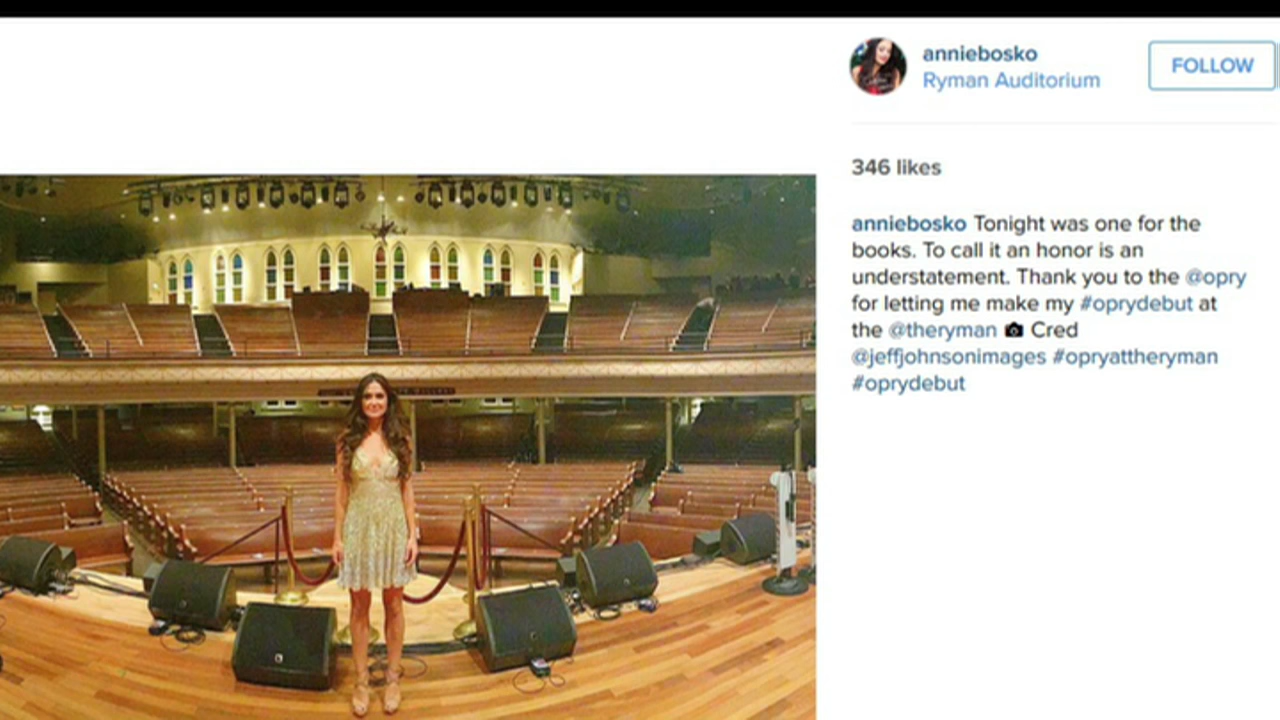 anniebosko
Ryman Auditorium
FOLLOW
346 likes
anniebosko Tonight was one for the
books. To call it an honor is an
understatement. Thank you to the @opry
for letting me make my #oprydebut at
the @theryman 📷 Cred
@jeffjohnsonimages #opryattheryman
#oprydebut